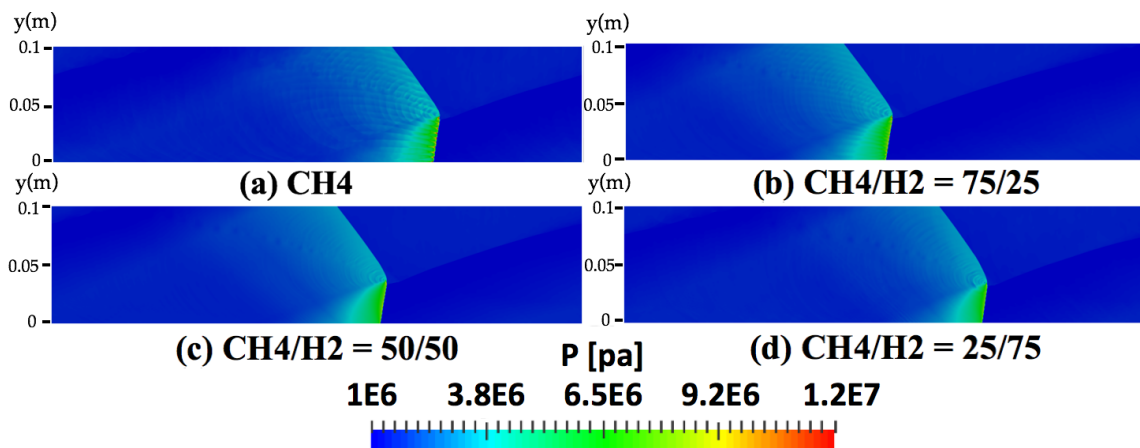 y(m)
0.1
0.05
0
(a) CH4
y(m)
0.1
0.05
0
(b) CH4/H2 = 75/25
y(m)
0.1
0.05
0
(c) CH4/H2 = 50/50
y(m)
0.1
0.05
0
(d) CH4/H2 = 25/75
P [pa]
1E6 3.8E6 6.5E6 9.2E6 1.2E7